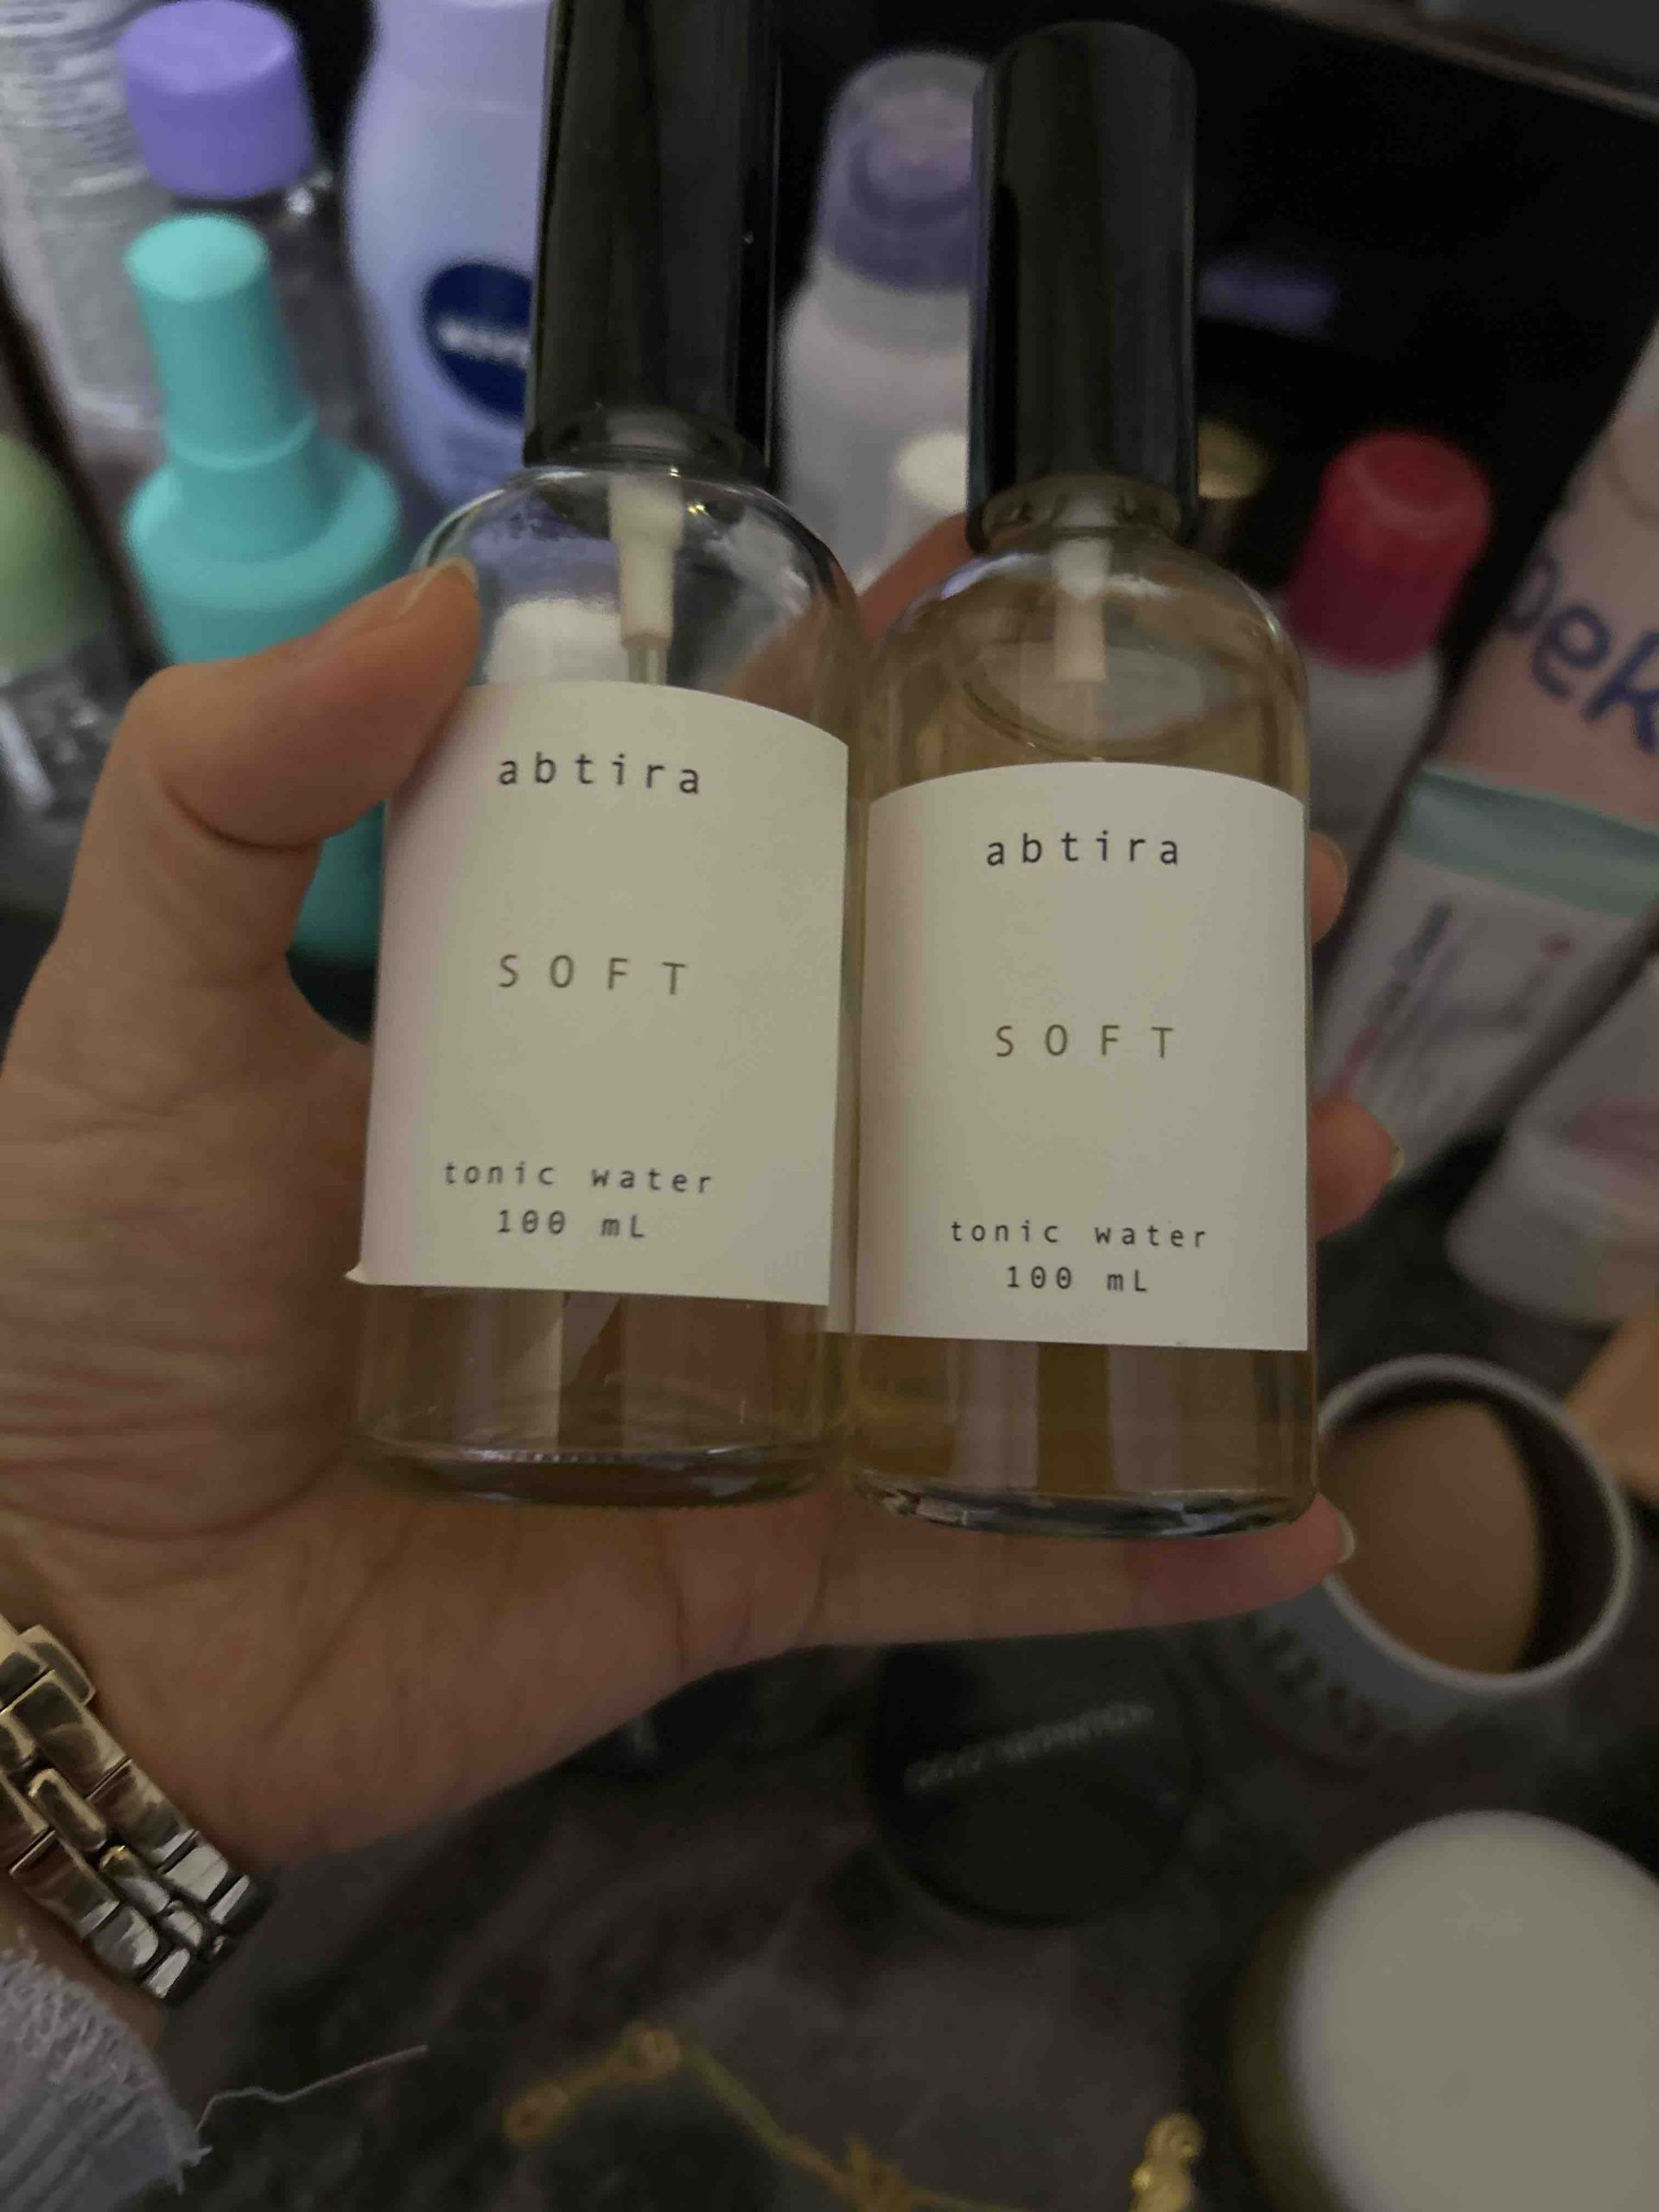 abtira
SOFT
tonic water
100 mL
abtira
SOFT
tonic water
100 mL